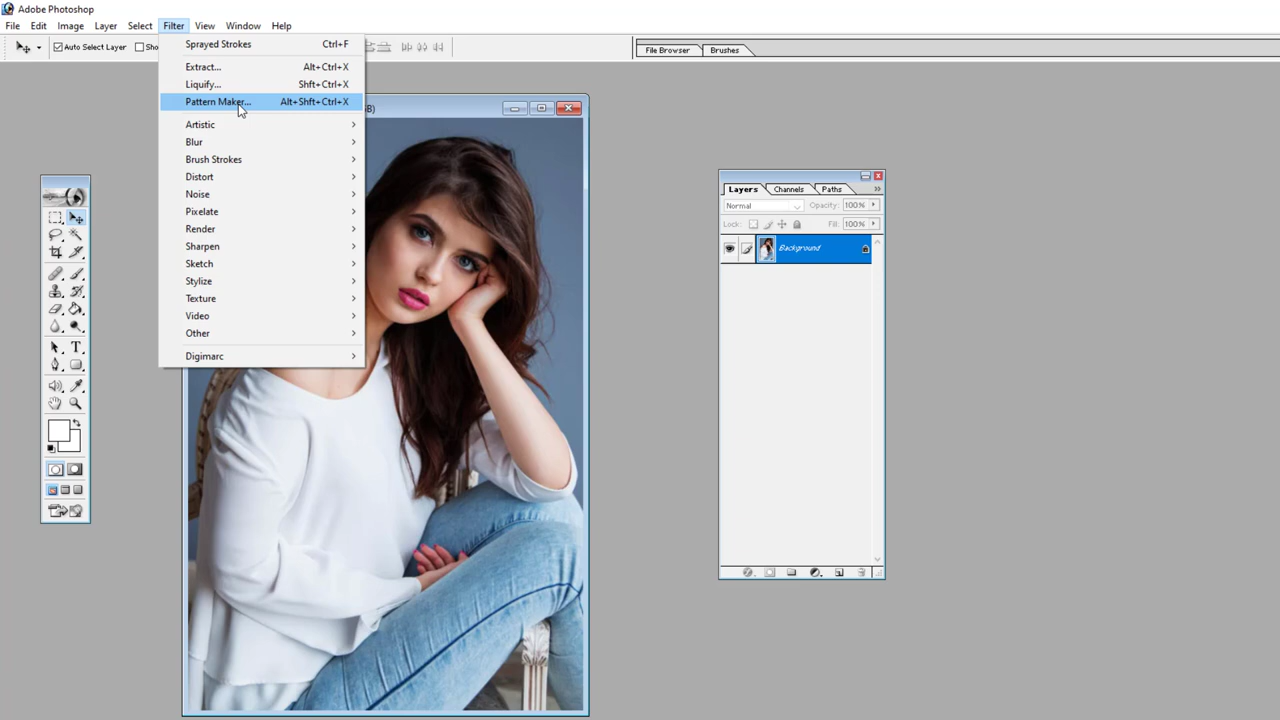 Adobe Photoshop
File Edit Image Layer Select Filter View Window Help
Auto Select Layer Sho
File Browser Brushes
Sprayed Strokes Ctrl+F
Extract... Alt+Ctrl+X
Liquify... Shft+Ctrl+X
Pattern Maker... Alt+Shft+Ctrl+X
B)
Artistic
Blur
Brush Strokes
Distort
Noise
Pixelate
Render
Sharpen
Sketch
Stylize
Texture
Video
Other
Digimarc
T
Layers Channels Paths
Normal Opacity: 100%
Lock: Fill: 100%
Background